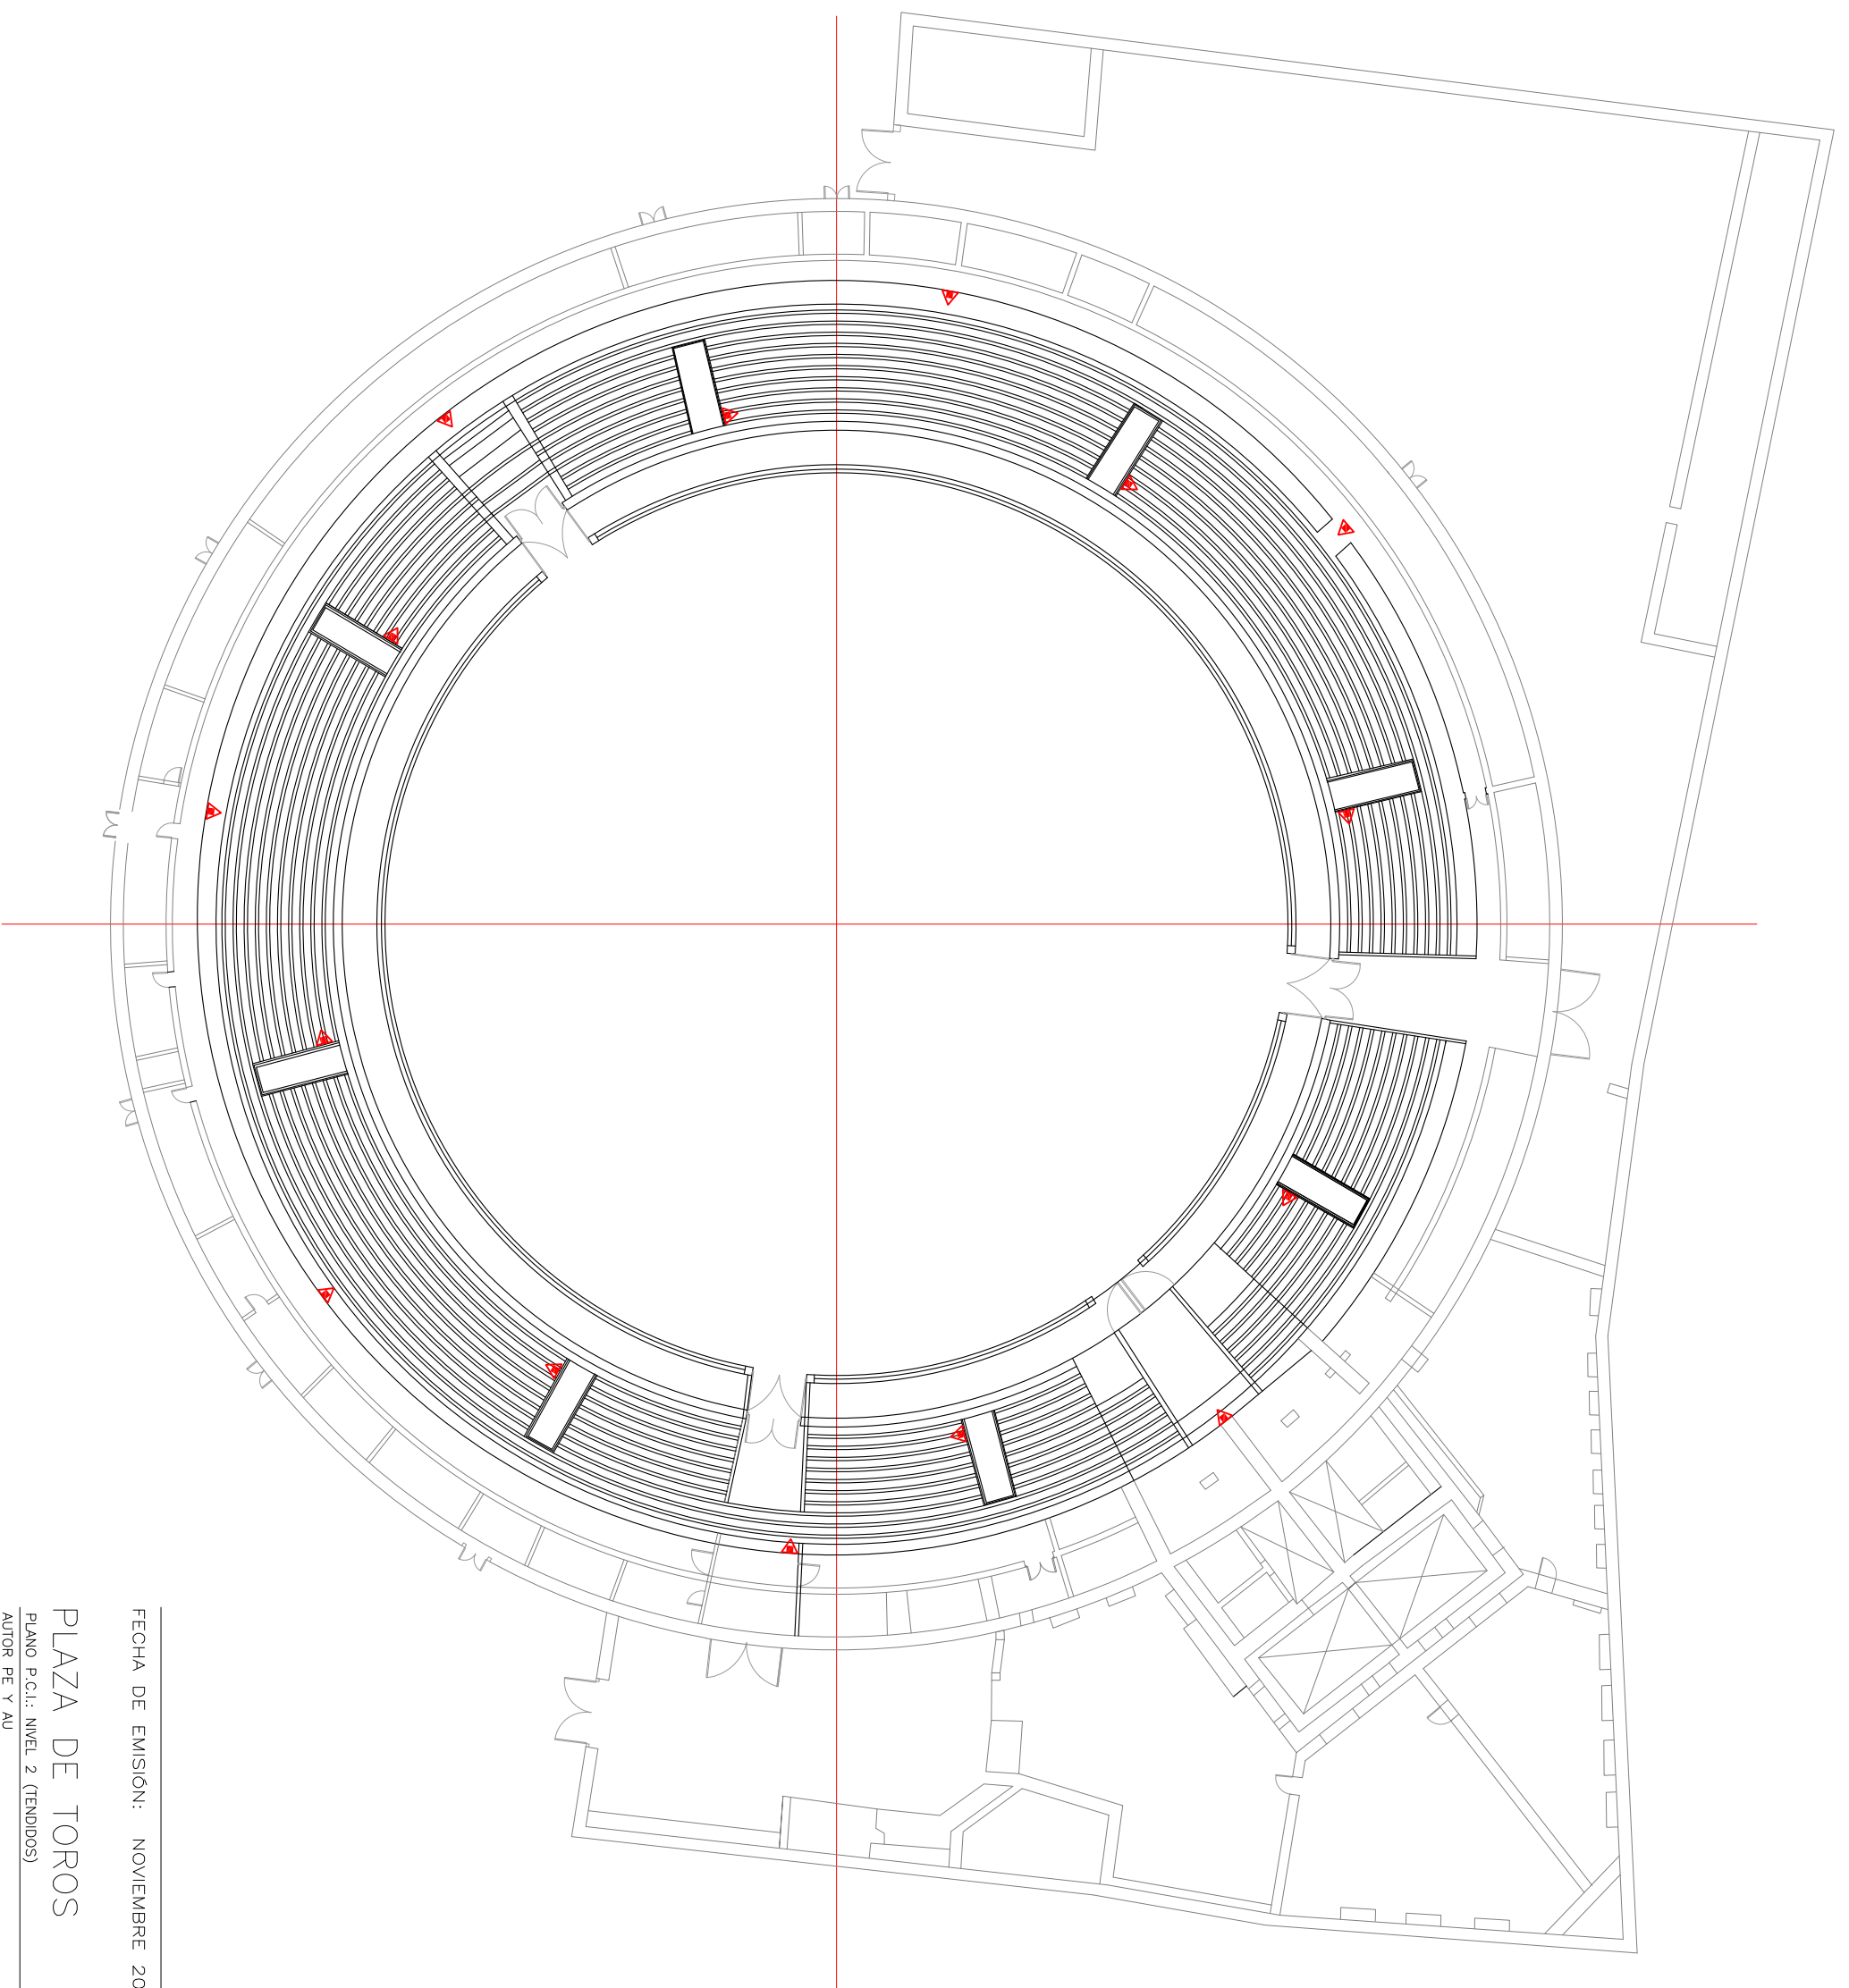 FECHA DE EMISIÓN: NOVIEMBRE 20
PLAZA DE TOROS
PLANO P.C.I.: NIVEL 2 (TENDIDOS)
AUTOR PE Y AU